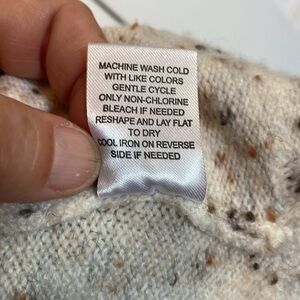 MACHINE WASH COLD
WITH LIKE COLORS
GENTLE CYCLE
ONLY NON-CHLORINE
BLEACH IF NEEDED
RESHAPE AND LAY FLAT
TO DRY
COOL IRON ON REVERSE
SIDE IF NEEDED